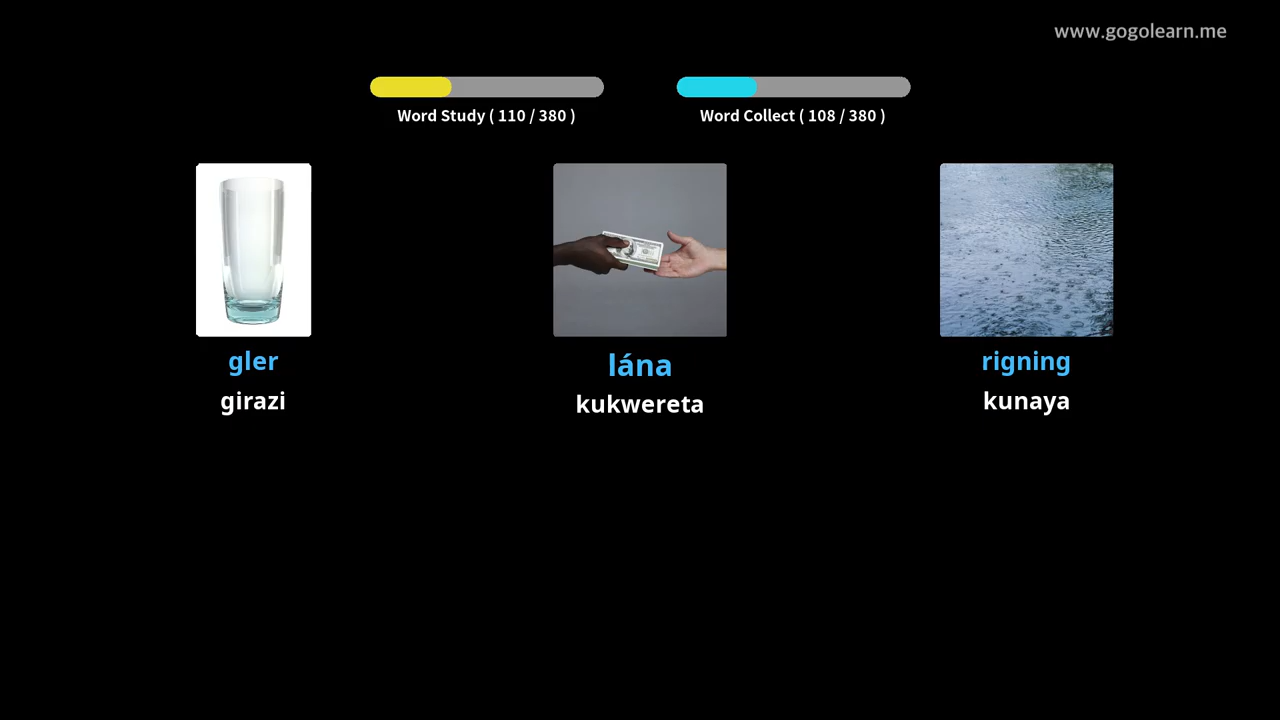 www.gogolearn.me
Word Study ( 110 / 380 )
Word Collect ( 108 / 380 )
gler
girazi
lána
kukwereta
rigning
kunaya